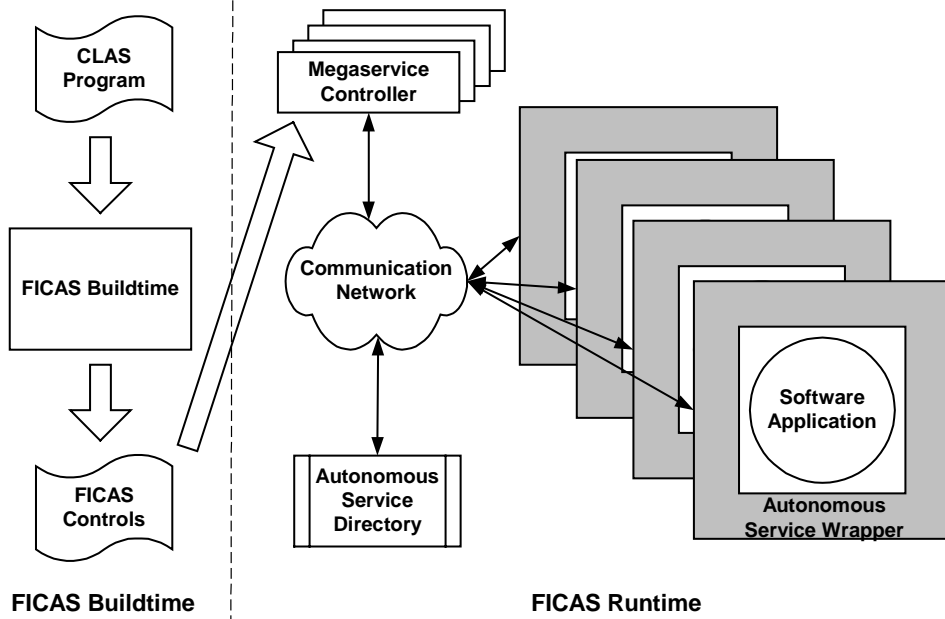 CLAS
Program
FICAS Buildtime
FICAS
Controls
FICAS Buildtime
Megaservice
Controller
Communication
Network
Autonomous
Service
Directory
Software
Application
Autonomous
Service Wrapper
FICAS Runtime